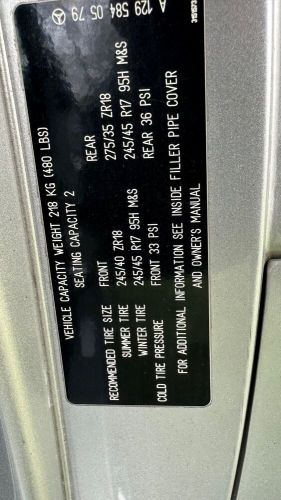 A 129 584 05 79
VEHICLE CAPACITY WEIGHT 218 KG (480 LBS)
SEATING CAPACITY 2
RECOMMENDED TIRE SIZE FRONT REAR
SUMMER TIRE 245/40 ZR18 275/35 ZR18
WINTER TIRE 245/45 R17 95H M&S 245/45 R17 95H M&S
COLD TIRE PRESSURE FRONT 33 PSI REAR 36 PSI
FOR ADDITIONAL INFORMATION SEE INSIDE FILLER PIPE COVER
AND OWNER'S MANUAL